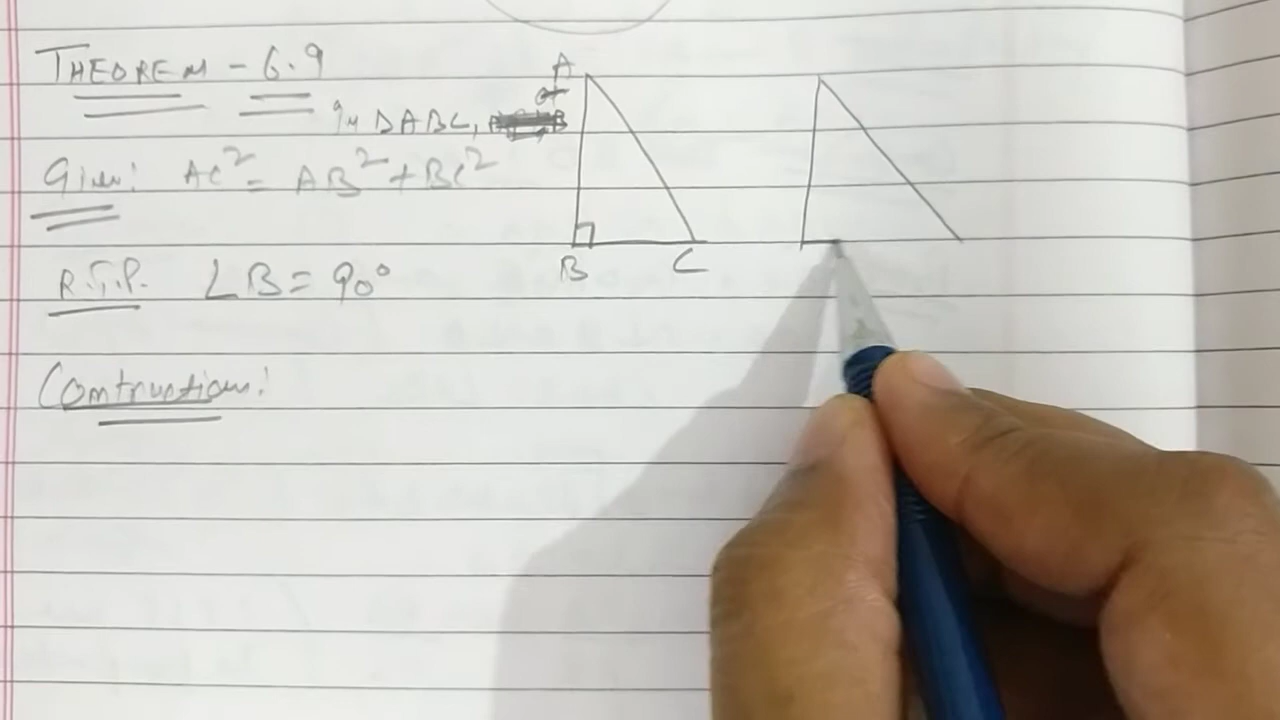 THEOREM - 6.9
In ΔABC,
Given: AC² = AB² + BC²
R.T.P. ∠B = 90°
Contruction:
A
B C